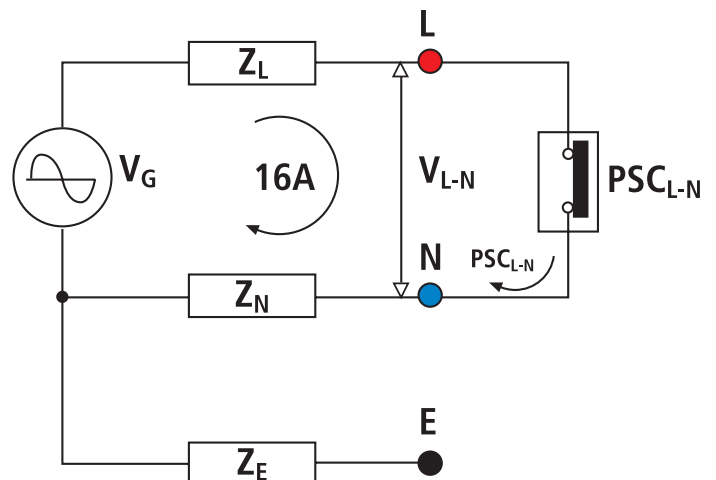 L
Z_L
V_G
16A
V_L-N
PSC_L-N
N
PSC_L-N
Z_N
E
Z_E